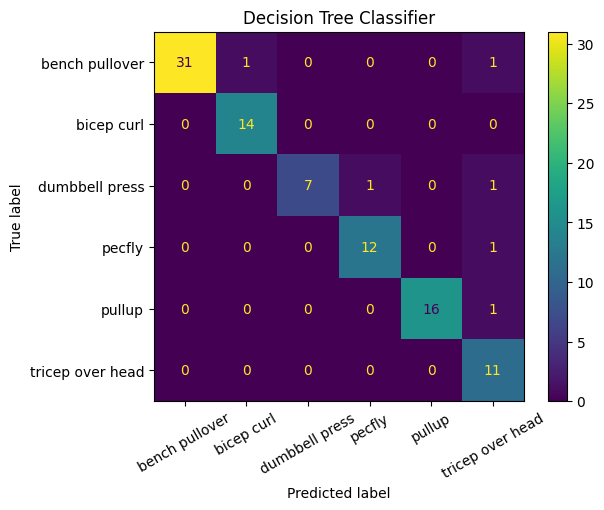 Decision Tree Classifier
True label
bench pullover 31 1 0 0 0 1
bicep curl 0 14 0 0 0 0
dumbbell press 0 0 7 1 0 1
pecfly 0 0 0 12 0 1
pullup 0 0 0 0 16 1
tricep over head 0 0 0 0 0 11
bench pullover bicep curl dumbbell press pecfly pullup tricep over head
Predicted label
30
25
20
15
10
5
0